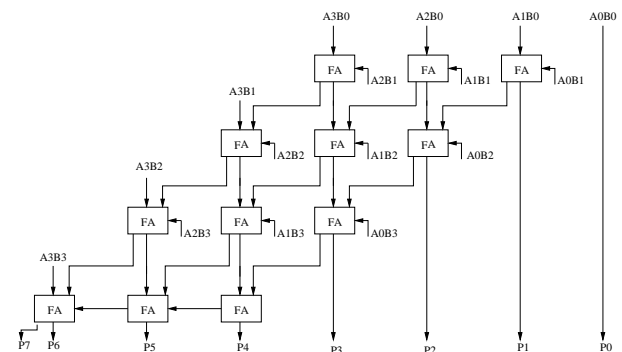 A3B0 A2B0 A1B0 A0B0
FA FA FA
A2B1 A1B1 A0B1
A3B1
FA FA FA
A2B2 A1B2 A0B2
A3B2
FA FA FA
A2B3 A1B3 A0B3
A3B3
FA FA FA
P7 P6 P5 P4 P3 P2 P1 P0